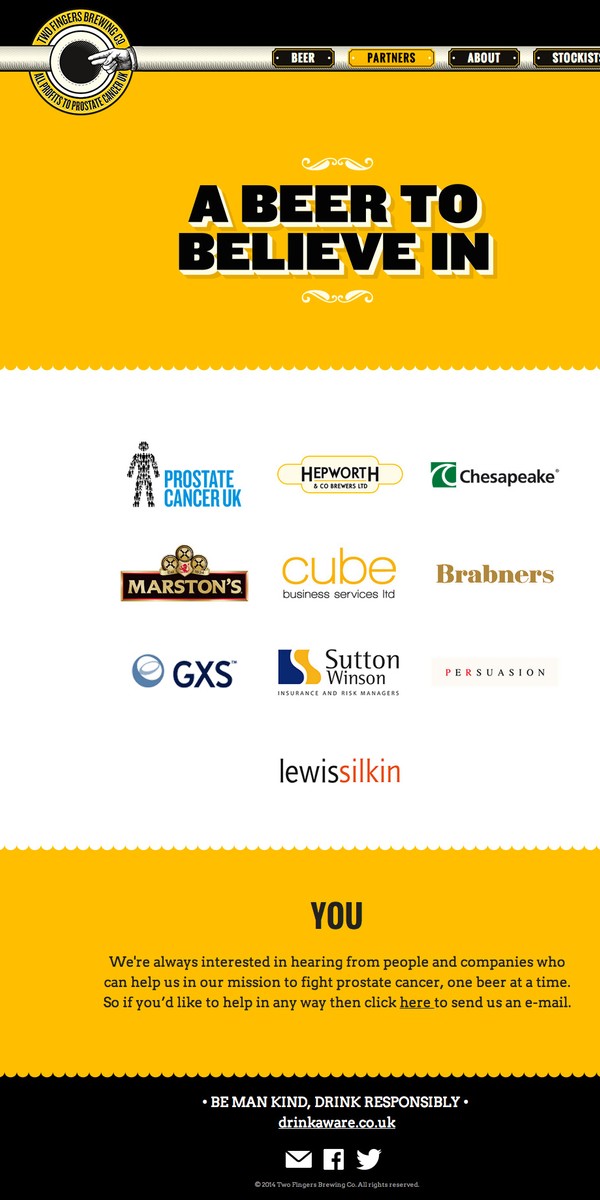 TWO FINGERS BREWING CO
ALL PROFITS TO PROSTATE CANCER UK
BEER
PARTNERS
ABOUT
STOCKISTS
A BEER TO
BELIEVE IN
PROSTATE
CANCER UK
HEPWORTH
& CO BREWERS LTD
Chesapeake®
MARSTON'S
cube
business services ltd
Brabners
GXS™
Sutton
Winson
INSURANCE AND RISK MANAGERS
PERSUASION
lewissilkin
YOU
We're always interested in hearing from people and companies who
can help us in our mission to fight prostate cancer, one beer at a time.
So if you’d like to help in any way then click here to send us an e-mail.
• BE MAN KIND, DRINK RESPONSIBLY •
drinkaware.co.uk
© 2014 Two Fingers Brewing Co. All rights reserved.